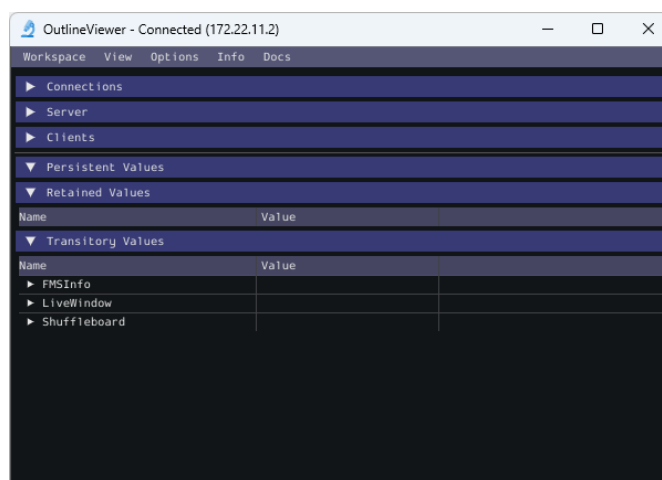 OutlineViewer - Connected (172.22.11.2)
Workspace View Options Info Docs
Connections
Server
Clients
Persistent Values
Retained Values
Name Value
Transitory Values
Name Value
FMSInfo
LiveWindow
Shuffleboard